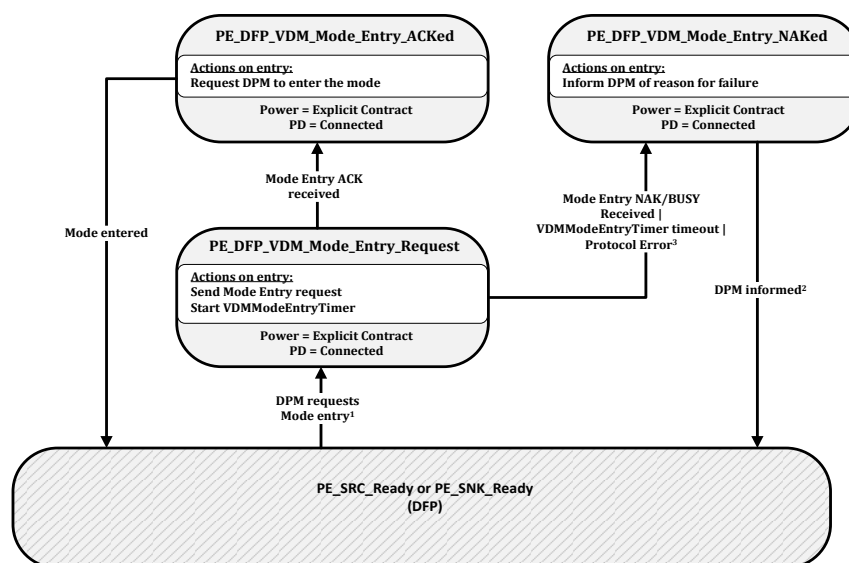 PE_DFP_VDM_Mode_Entry_ACKed
Actions on entry:
Request DPM to enter the mode
Power = Explicit Contract
PD = Connected
PE_DFP_VDM_Mode_Entry_NAKed
Actions on entry:
Inform DPM of reason for failure
Power = Explicit Contract
PD = Connected
Mode Entry ACK
received
Mode Entry NAK/BUSY
Received |
VDMModeEntryTimer timeout |
Protocol Error³
Mode entered
PE_DFP_VDM_Mode_Entry_Request
Actions on entry:
Send Mode Entry request
Start VDMModeEntryTimer
Power = Explicit Contract
PD = Connected
DPM informed²
DPM requests
Mode entry¹
PE_SRC_Ready or PE_SNK_Ready
(DFP)